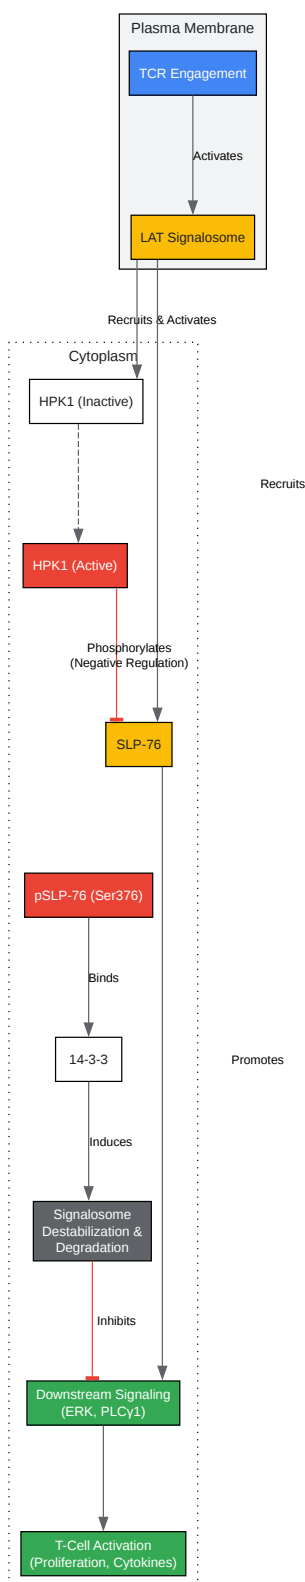 Plasma Membrane
TCR Engagement
Activates
LAT Signalosome
Recruits & Activates
Cytoplasm
HPK1 (Inactive)
Recruits
HPK1 (Active)
Phosphorylates
(Negative Regulation)
SLP-76
pSLP-76 (Ser376)
Binds
14-3-3
Promotes
Induces
Signalosome
Destabilization &
Degradation
Inhibits
Downstream Signaling
(ERK, PLCγ1)
T-Cell Activation
(Proliferation, Cytokines)